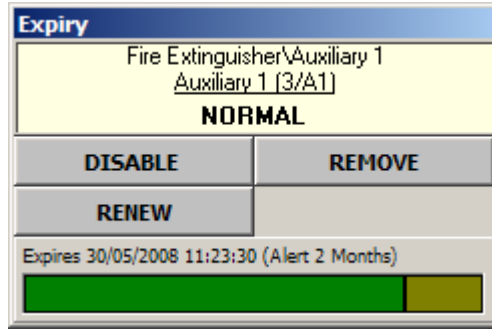 Expiry
Fire Extinguisher\Auxiliary 1
Auxiliary 1 (3/A1)
NORMAL
DISABLE REMOVE
RENEW
Expires 30/05/2008 11:23:30 (Alert 2 Months)